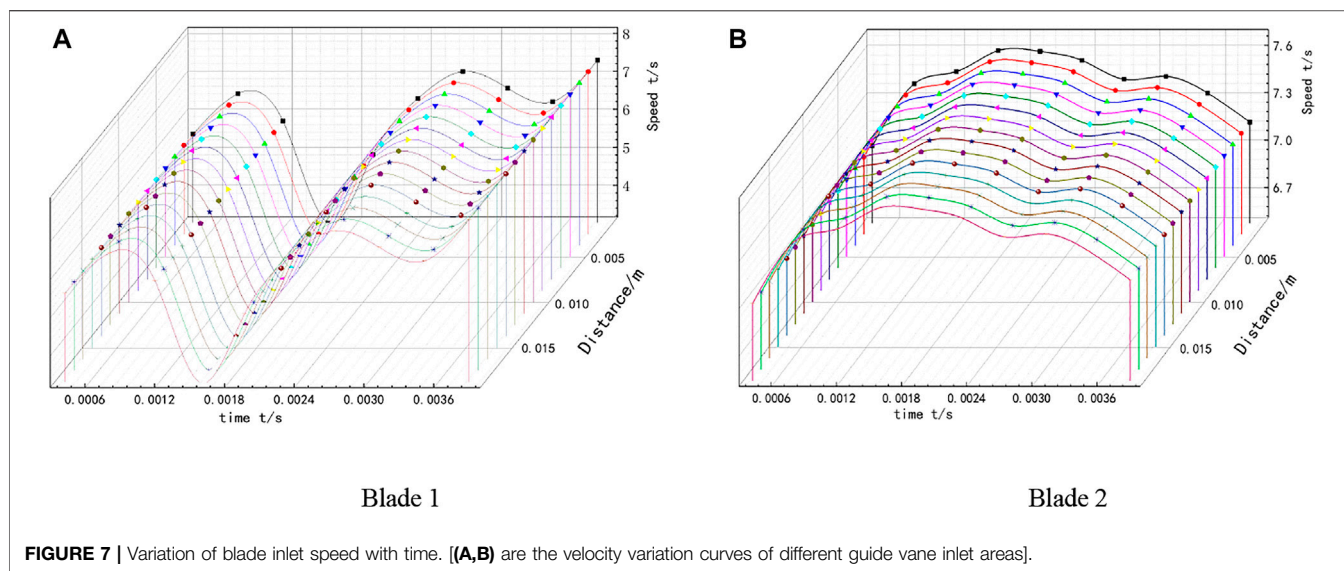 A
8
7
6
5
4
Speed t/s
0.005
0.010
0.015
Distance/m
0.0006 0.0012 0.0018 0.0024 0.0030 0.0036
time t/s
Blade 1
B
7.6
7.3
7.0
6.7
Speed t/s
0.005
0.010
0.015
Distance/m
0.0006 0.0012 0.0018 0.0024 0.0030 0.0036
time t/s
Blade 2
FIGURE 7 | Variation of blade inlet speed with time. [(A,B) are the velocity variation curves of different guide vane inlet areas].